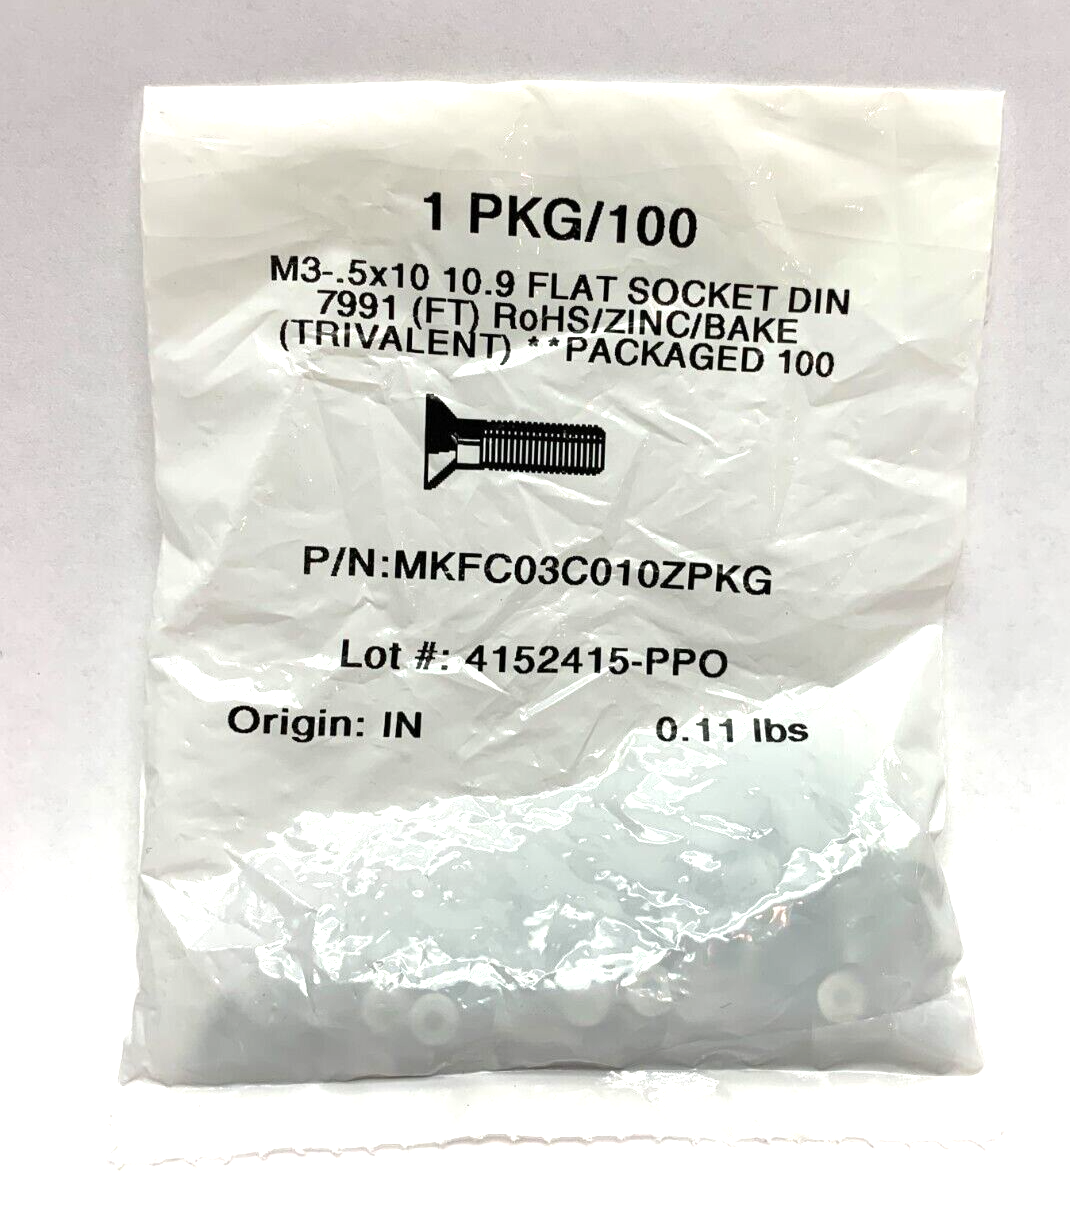 1 PKG/100
M3-.5x10 10.9 FLAT SOCKET DIN
7991 (FT) RoHS/ZINC/BAKE
(TRIVALENT) **PACKAGED 100
P/N:MKFC03C010ZPKG
Lot #: 4152415-PPO
Origin: IN 0.11 lbs